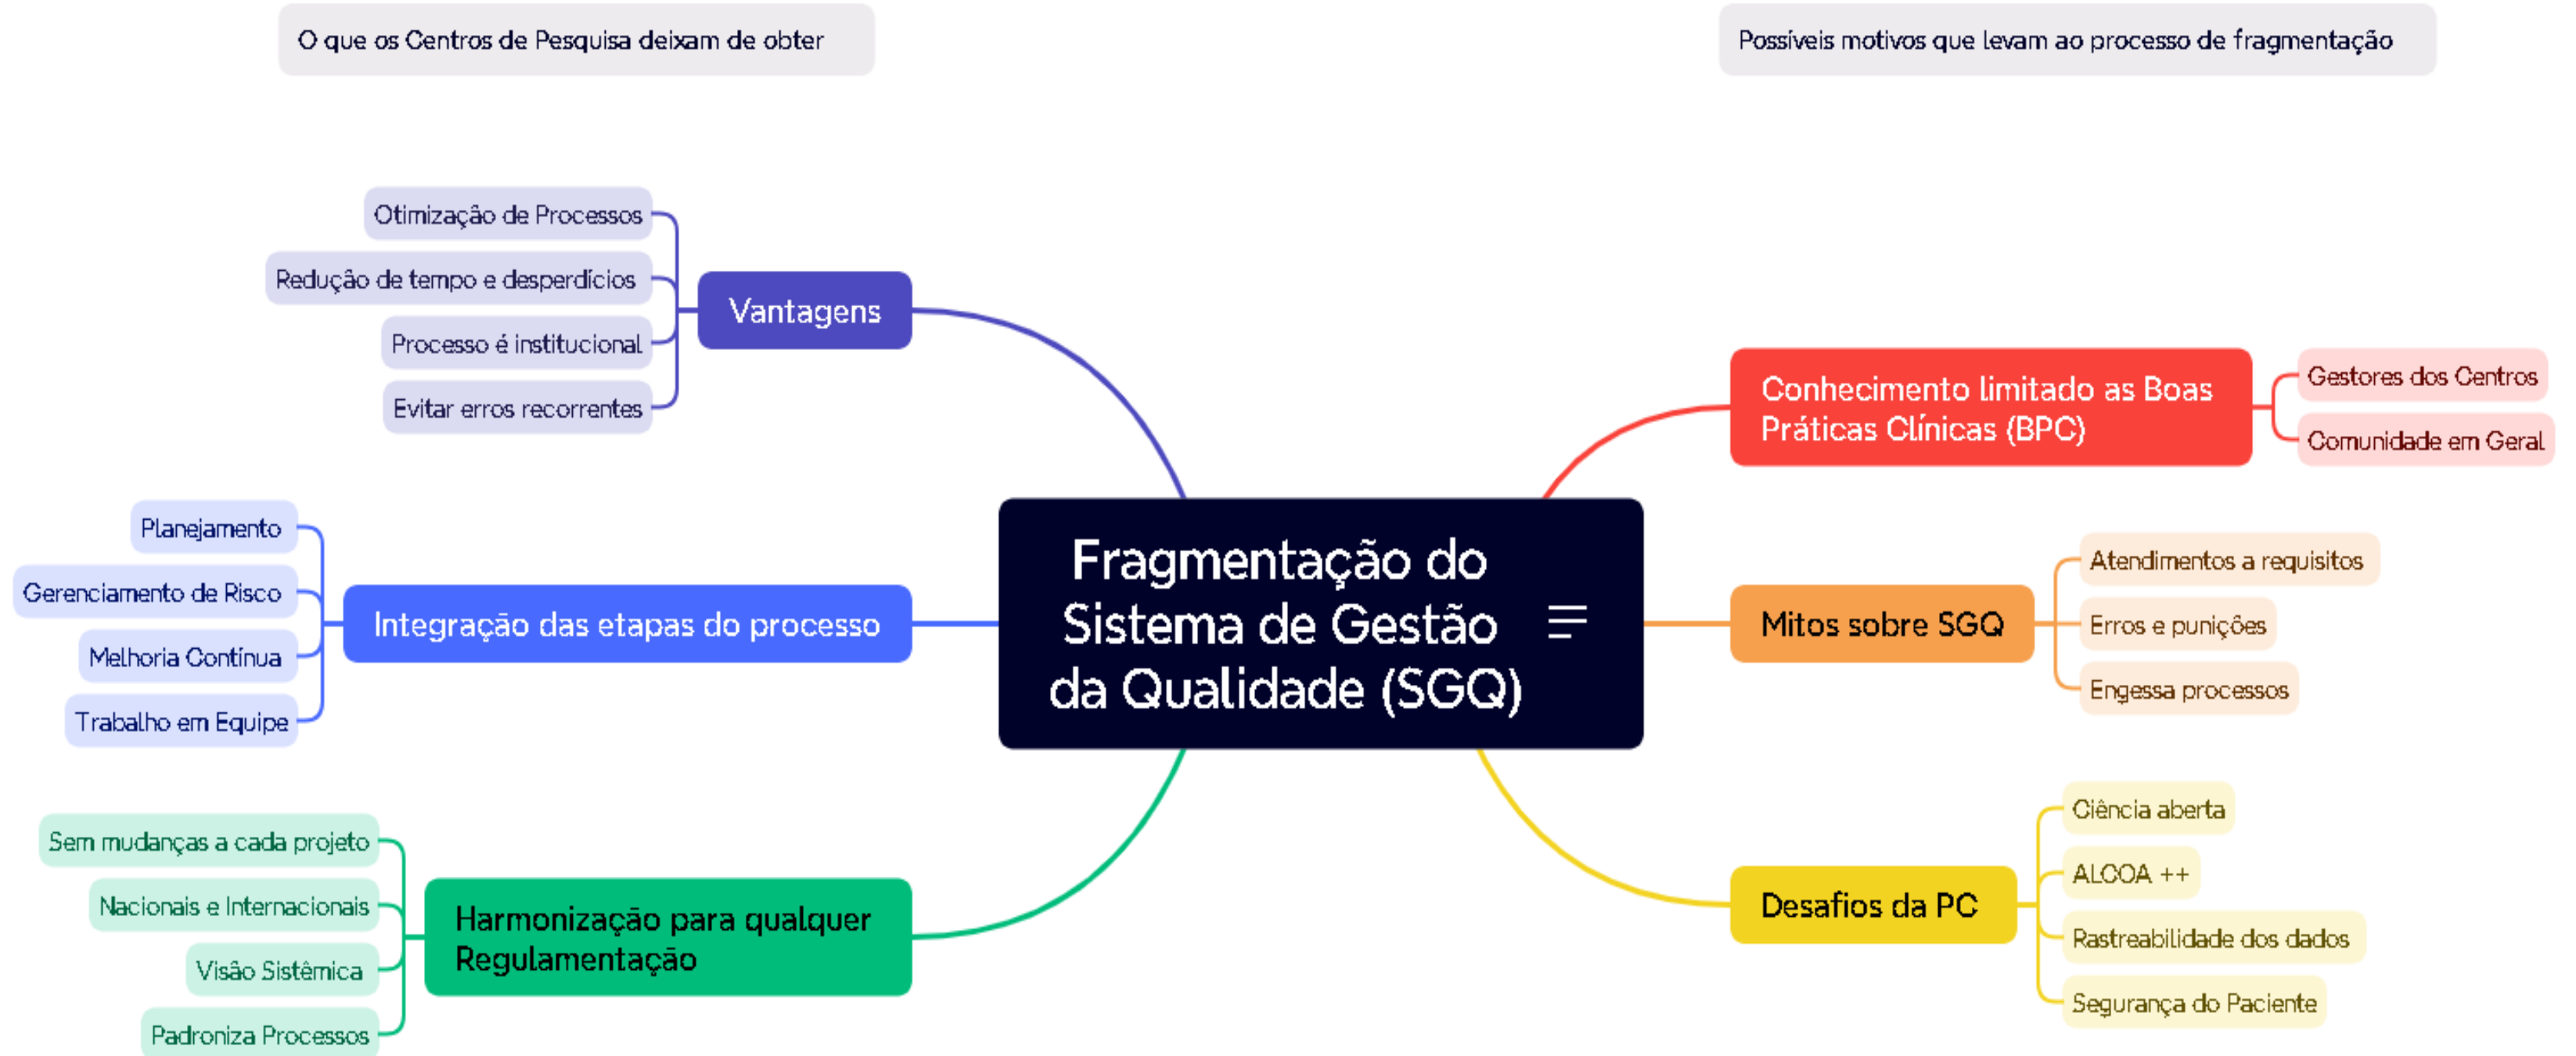 O que os Centros de Pesquisa deixam de obter
Possíveis motivos que levam ao processo de fragmentação
Otimização de Processos
Redução de tempo e desperdícios
Processo é institucional
Evitar erros recorrentes
Vantagens
Planejamento
Gerenciamento de Risco
Melhoria Contínua
Trabalho em Equipe
Integração das etapas do processo
Sem mudanças a cada projeto
Nacionais e Internacionais
Visão Sistêmica
Padroniza Processos
Harmonização para qualquer
Regulamentação
Fragmentação do
Sistema de Gestão
da Qualidade (SGQ)
Conhecimento limitado as Boas
Práticas Clínicas (BPC)
Gestores dos Centros
Comunidade em Geral
Mitos sobre SGQ
Atendimentos a requisitos
Erros e punições
Engessa processos
Desafios da PC
Ciência aberta
ALCOA ++
Rastreabilidade dos dados
Segurança do Paciente